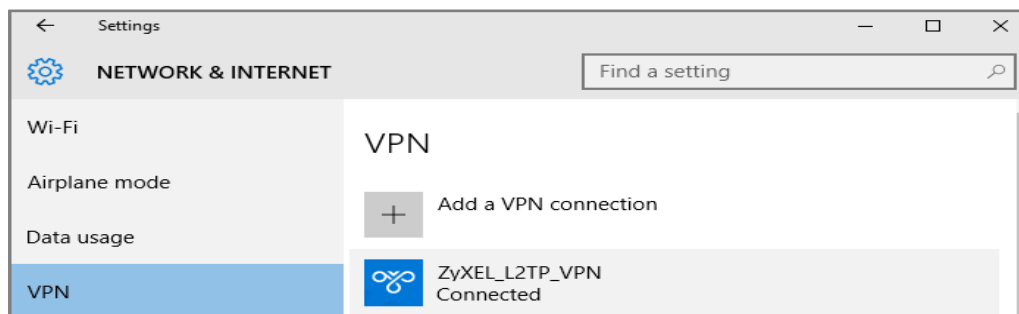 Settings
NETWORK & INTERNET
Find a setting
Wi-Fi
Airplane mode
Data usage
VPN
VPN
Add a VPN connection
ZyXEL_L2TP_VPN
Connected